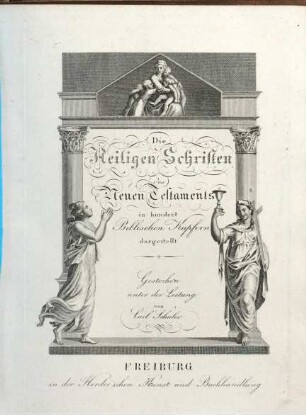 Die
Heiligen Schriften
des
Neuen Testaments
in hundert
Biblischen Kupfern
dargestellt
Gestochen
unter der Leitung
von
Carl Schuler
FREIBURG
in der Herder'schen Kunst und Buchhandlung